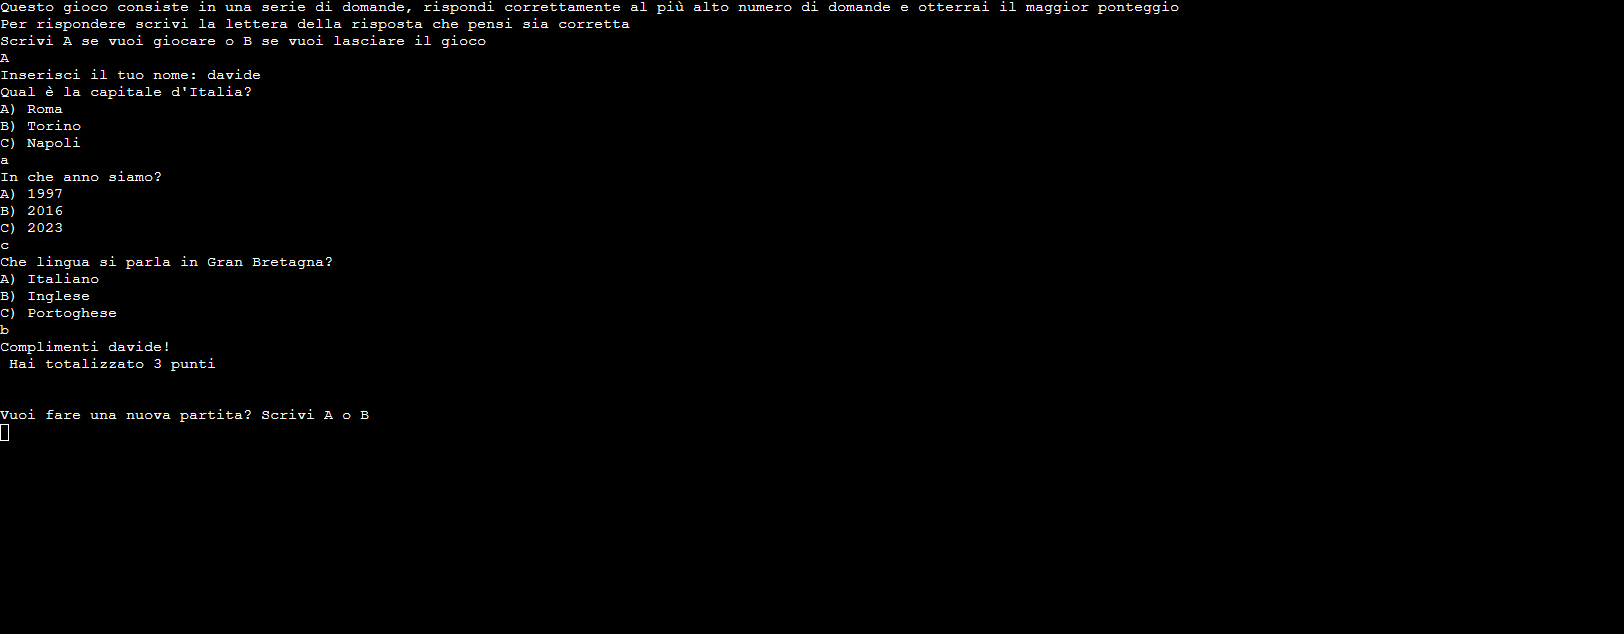 Questo gioco consiste in una serie di domande, rispondi correttamente al più alto numero di domande e otterrai il maggior ponteggio
Per rispondere scrivi la lettera della risposta che pensi sia corretta
Scrivi A se vuoi giocare o B se vuoi lasciare il gioco
A
Inserisci il tuo nome: davide
Qual è la capitale d'Italia?
A) Roma
B) Torino
C) Napoli
a
In che anno siamo?
A) 1997
B) 2016
C) 2023
c
Che lingua si parla in Gran Bretagna?
A) Italiano
B) Inglese
C) Portoghese
b
Complimenti davide!
Hai totalizzato 3 punti
Vuoi fare una nuova partita? Scrivi A o B